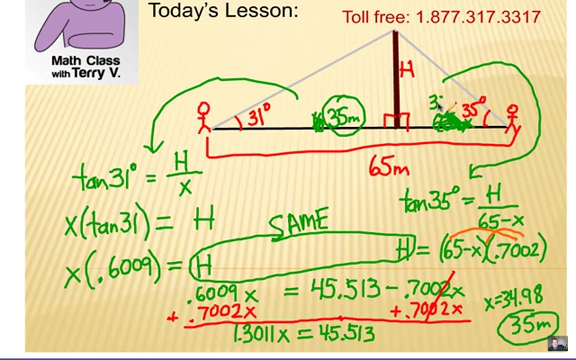 Today's Lesson:
Toll free: 1.877.317.3317
Math Class
with Terry V.
H
31°
35m
3
35°
65m
tan31° = H/x
tan35° = H/65-x
x(tan31) = H
SAME
x(.6009) = H
H = (65-x)(.7002)
.6009x = 45.513 - .7002x
+ .7002x + .7002x
1.3011x = 45.513
x=34.98
35m